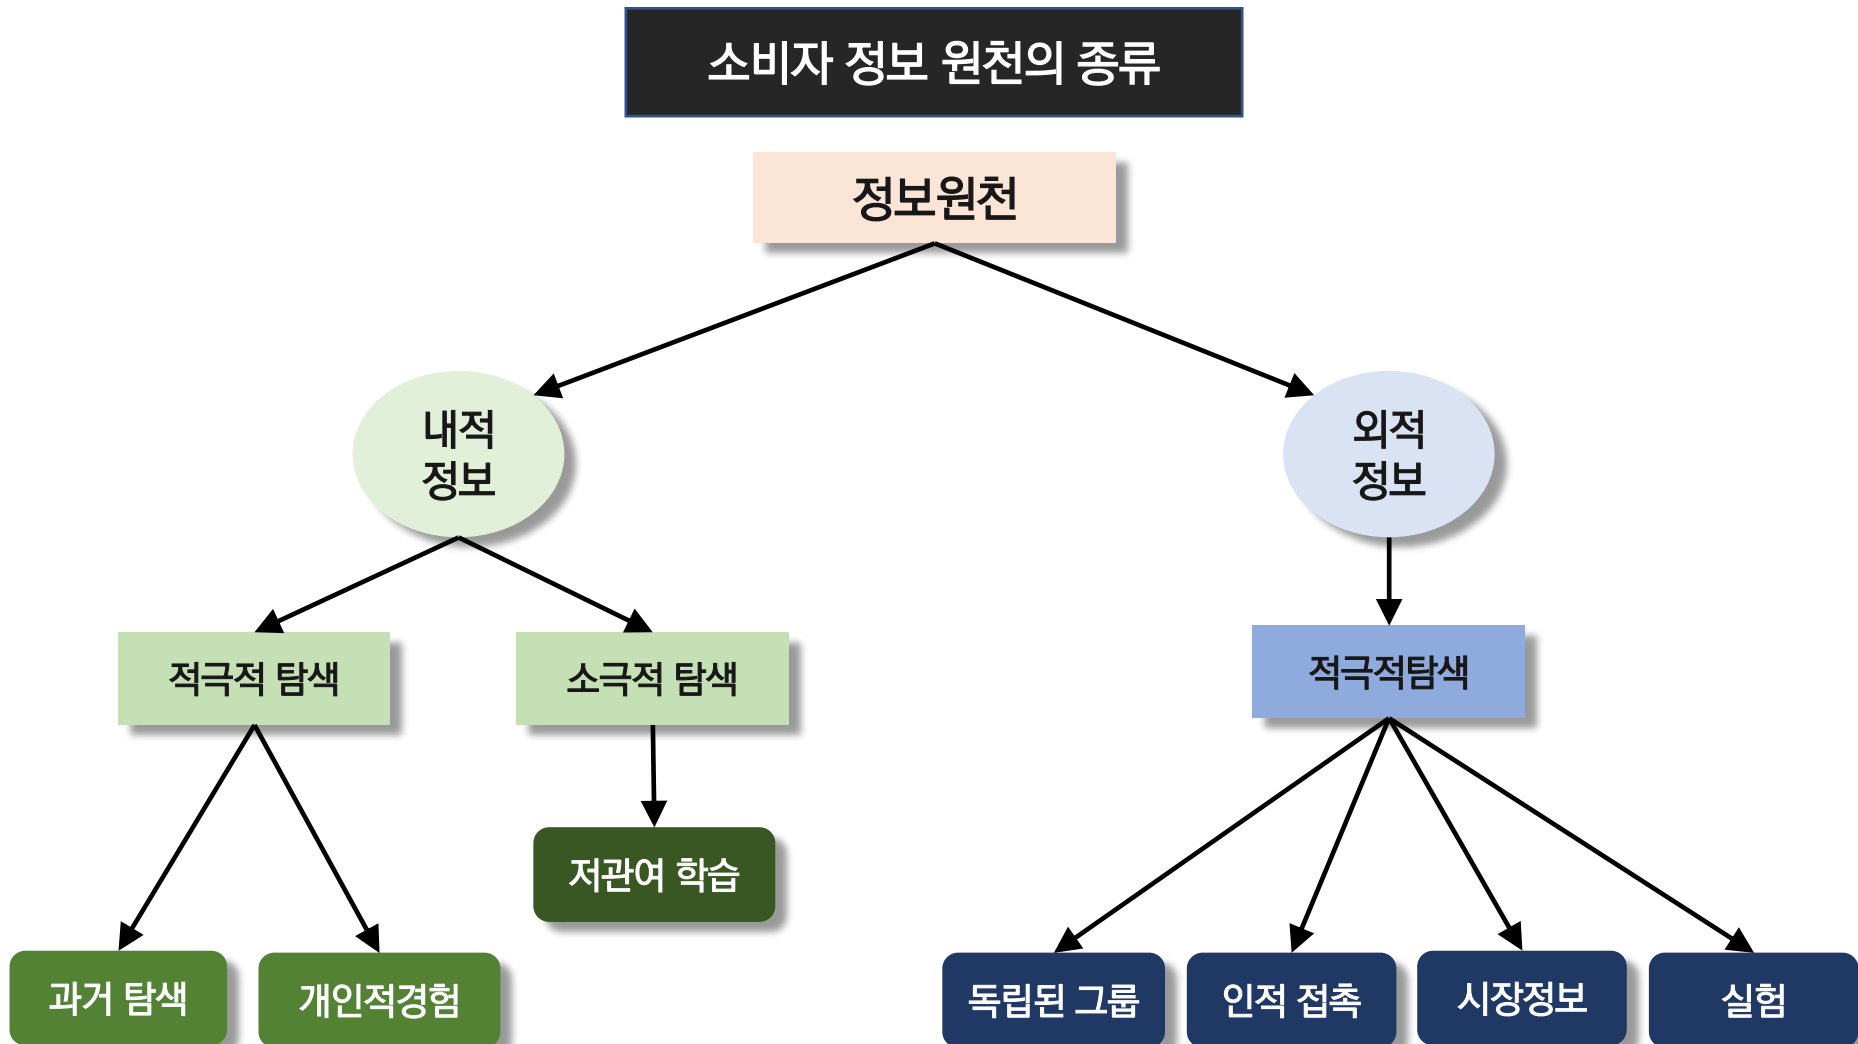 소비자 정보 원천의 종류
정보원천
내적
정보
외적
정보
적극적 탐색
소극적 탐색
적극적탐색
저관여 학습
과거 탐색
개인적경험
독립된 그룹
인적 접촉
시장정보
실험